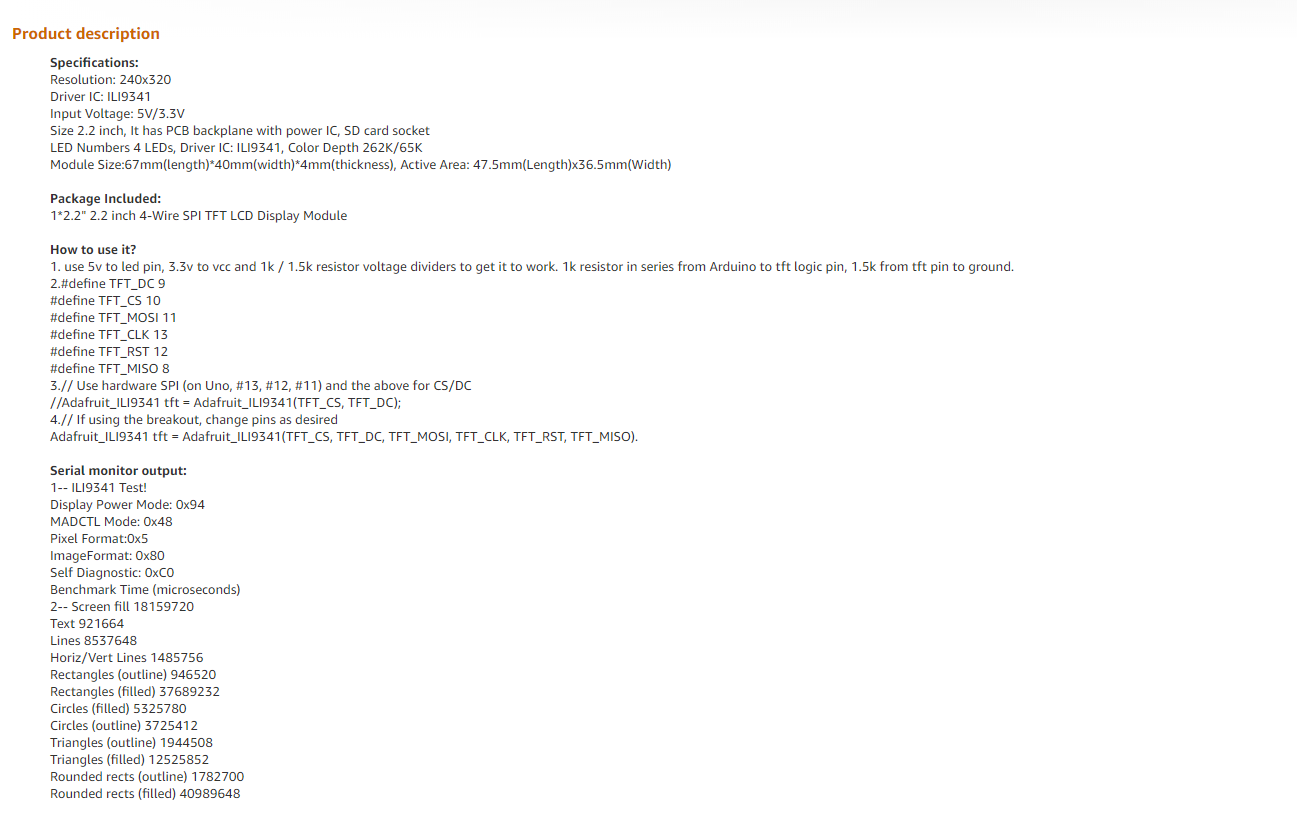 Product description
Specifications:
Resolution: 240x320
Driver IC: ILI9341
Input Voltage: 5V/3.3V
Size 2.2 inch, It has PCB backplane with power IC, SD card socket
LED Numbers 4 LEDs, Driver IC: ILI9341, Color Depth 262K/65K
Module Size:67mm(length)*40mm(width)*4mm(thickness), Active Area: 47.5mm(Length)x36.5mm(Width)
Package Included:
1*2.2" 2.2 inch 4-Wire SPI TFT LCD Display Module
How to use it?
1. use 5v to led pin, 3.3v to vcc and 1k / 1.5k resistor voltage dividers to get it to work. 1k resistor in series from Arduino to tft logic pin, 1.5k from tft pin to ground.
2.#define TFT_DC 9
#define TFT_CS 10
#define TFT_MOSI 11
#define TFT_CLK 13
#define TFT_RST 12
#define TFT_MISO 8
3.// Use hardware SPI (on Uno, #13, #12, #11) and the above for CS/DC
//Adafruit_ILI9341 tft = Adafruit_ILI9341(TFT_CS, TFT_DC);
4.// If using the breakout, change pins as desired
Adafruit_ILI9341 tft = Adafruit_ILI9341(TFT_CS, TFT_DC, TFT_MOSI, TFT_CLK, TFT_RST, TFT_MISO).
Serial monitor output:
1-- ILI9341 Test!
Display Power Mode: 0x94
MADCTL Mode: 0x48
Pixel Format:0x5
ImageFormat: 0x80
Self Diagnostic: 0xC0
Benchmark Time (microseconds)
2-- Screen fill 18159720
Text 921664
Lines 8537648
Horiz/Vert Lines 1485756
Rectangles (outline) 946520
Rectangles (filled) 37689232
Circles (filled) 5325780
Circles (outline) 3725412
Triangles (outline) 1944508
Triangles (filled) 12525852
Rounded rects (outline) 1782700
Rounded rects (filled) 40989648